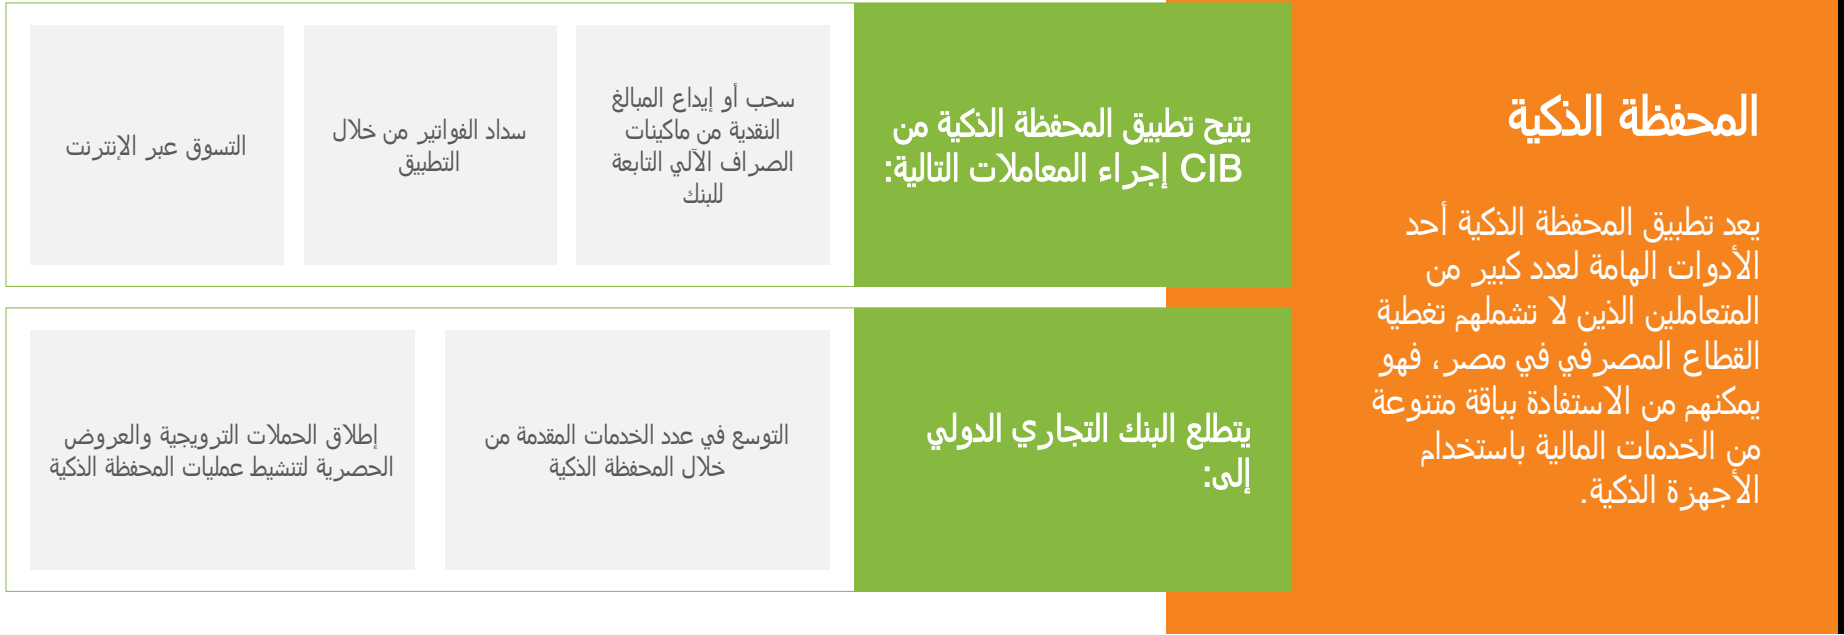 المحفظة الذكية
يعد تطبيق المحفظة الذكية أحد
الأدوات الهامة لعدد كبير من
المتعاملين الذين لا تشملهم تغطية
القطاع المصرفي في مصر، فهو
يمكنهم من الاستفادة بباقة متنوعة
من الخدمات المالية باستخدام
الأجهزة الذكية.
يتيح تطبيق المحفظة الذكية من
CIB إجراء المعاملات التالية:
سحب أو إيداع المبالغ
النقدية من ماكينات
الصراف الآلي التابعة
للبنك
سداد الفواتير من خلال
التطبيق
التسوق عبر الإنترنت
يتطلع البنك التجاري الدولي
إلى:
التوسع في عدد الخدمات المقدمة من
خلال المحفظة الذكية
إطلاق الحملات الترويجية والعروض
الحصرية لتنشيط عمليات المحفظة الذكية